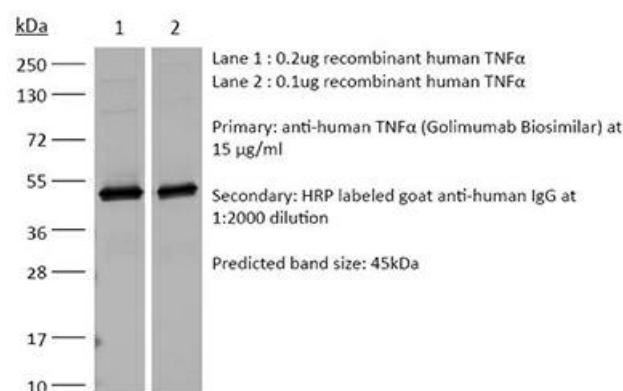 kDa
1 2
250
130
72
55
36
28
17
10
Lane 1 : 0.2ug recombinant human TNFα
Lane 2 : 0.1ug recombinant human TNFα
Primary: anti-human TNFα (Golimumab Biosimilar) at
15 µg/ml
Secondary: HRP labeled goat anti-human IgG at
1:2000 dilution
Predicted band size: 45kDa